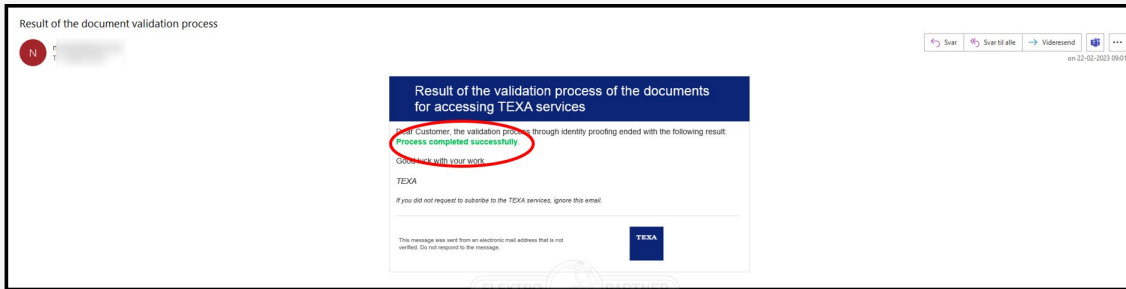 Result of the document validation process
N
Svar
Svar til alle
Videresend
on 22-02-2023 09:01
Result of the validation process of the documents
for accessing TEXA services
Dear Customer, the validation process through identity proofing ended with the following result:
Process completed successfully.
Good luck with your work
TEXA
If you did not request to subsribe to the TEXA services, ignore this email.
This message was sent from an electronic mail address that is not
verified. Do not respond to the message.
TEXA
ELEKTRO PARTNER